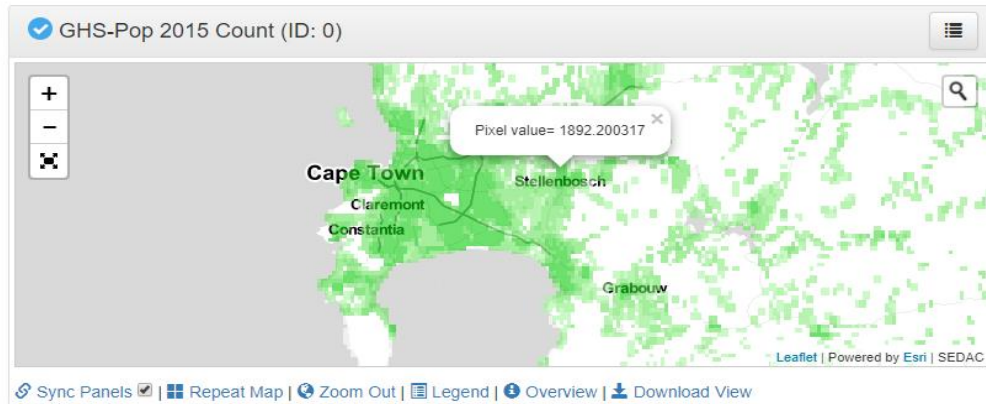 GHS-Pop 2015 Count (ID: 0)
+
−
Pixel value= 1892.200317 ×
Cape Town
Stellenbosch
Claremont
Constantia
Grabouw
Leaflet | Powered by Esri | SEDAC
Sync Panels | Repeat Map | Zoom Out | Legend | Overview | Download View